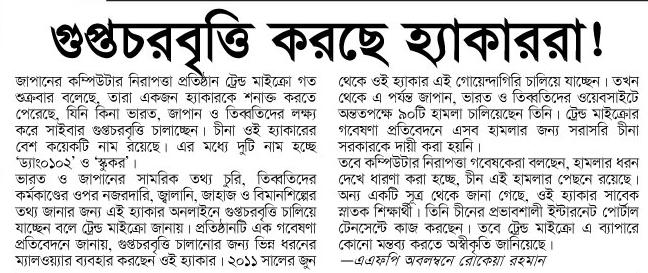 গুপ্তচরবৃত্তি করছে হ্যাকাররা!
জাপানের কম্পিউটার নিরাপত্তা প্রতিষ্ঠান ট্রেন্ড মাইক্রো গত
শুক্রবার বলেছে, তারা একজন হ্যাকারকে শনাক্ত করতে
পেরেছে, যিনি কিনা ভারত, জাপান ও তিব্বতিদের লক্ষ্য
করে সাইবার গুপ্তচরবৃত্তি চালাচ্ছেন। চীনা ওই হ্যাকারের
বেশ কয়েকটি নাম রয়েছে। এর মধ্যে দুটি নাম হচ্ছে
'ড্যাং০১০২' ও 'স্কুকর'।
ভারত ও জাপানের সামরিক তথ্য চুরি, তিব্বতিদের
কর্মকাণ্ডের ওপর নজরদারি, জ্বালানি, জাহাজ ও বিমানশিল্পের
তথ্য জানার জন্য এই হ্যাকার অনলাইনে গুপ্তচরবৃত্তি চালিয়ে
যাচ্ছেন বলে ট্রেন্ড মাইক্রো জানায়। প্রতিষ্ঠানটি এক গবেষণা
প্রতিবেদনে জানায়, গুপ্তচরবৃত্তি চালানোর জন্য ভিন্ন ধরনের
ম্যালওয়্যার ব্যবহার করছেন ওই হ্যাকার। ২০১১ সালের জুন
থেকে ওই হ্যাকার এই গোয়েন্দাগিরি চালিয়ে যাচ্ছেন। তখন
থেকে এ পর্যন্ত জাপান, ভারত ও তিব্বতিদের ওয়েবসাইটে
অন্ততপক্ষে ৯০টি হামলা চালিয়েছেন তিনি। ট্রেন্ড মাইক্রোর
গবেষণা প্রতিবেদনে এসব হামলার জন্য সরাসরি চীনা
সরকারকে দায়ী করা হয়নি।
তবে কম্পিউটার নিরাপত্তা গবেষকেরা বলছেন, হামলার ধরন
দেখে ধারণা করা হচ্ছে, চীন এই হামলার পেছনে রয়েছে।
অন্য একটি সূত্র থেকে জানা গেছে, ওই হ্যাকার সাবেক
স্নাতক শিক্ষার্থী। তিনি চীনের প্রভাবশালী ইন্টারনেট পোর্টাল
টেনসেন্টে কাজ করছেন। তবে ট্রেন্ড মাইক্রো এ ব্যাপারে
কোনো মন্তব্য করতে অস্বীকৃতি জানিয়েছে।
—এএফপি অবলম্বনে রোকেয়া রহমান